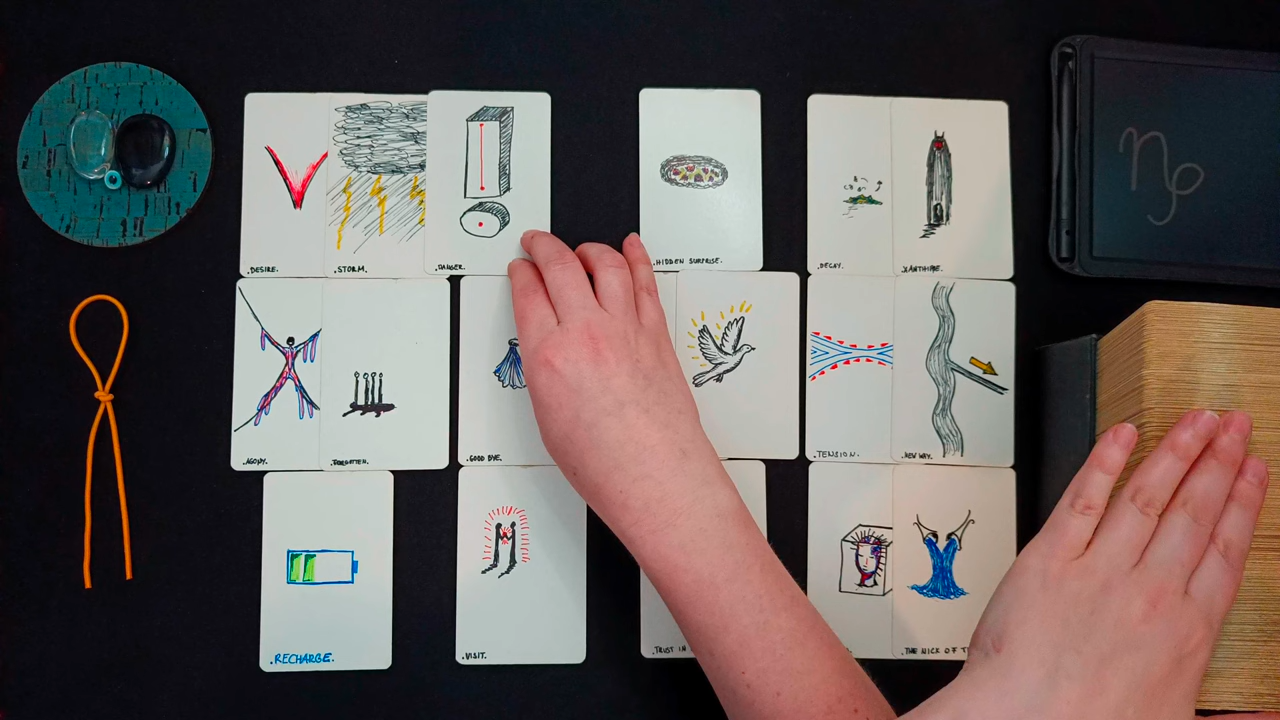 .DESIRE.
.STORM.
.DANGER.
.HIDDEN SURPRISE.
.DECAY.
.XANTHIPPE.
.AGONY.
.FORGOTTEN.
.GOOD BYE.
.TENSION.
.NEW WAY.
.RECHARGE.
.VISIT.
.TRUST IN
.THE NICK OF T